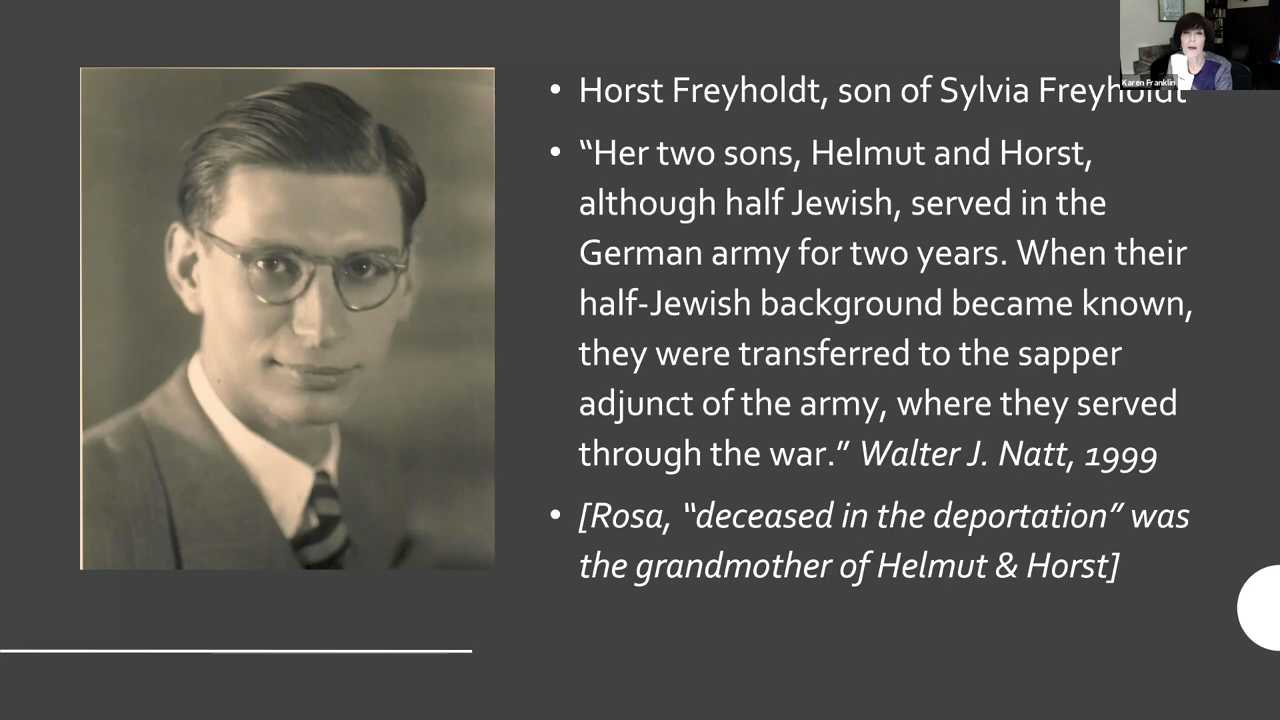 Karen Franklin
• Horst Freyholdt, son of Sylvia Freyholdt
• “Her two sons, Helmut and Horst,
although half Jewish, served in the
German army for two years. When their
half-Jewish background became known,
they were transferred to the sapper
adjunct of the army, where they served
through the war.” Walter J. Natt, 1999
• [Rosa, “deceased in the deportation” was
the grandmother of Helmut & Horst]